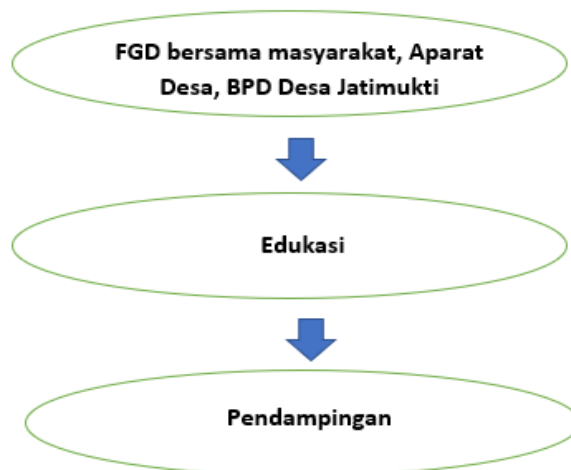 FGD bersama masyarakat, Aparat
Desa, BPD Desa Jatimukti
Edukasi
Pendampingan